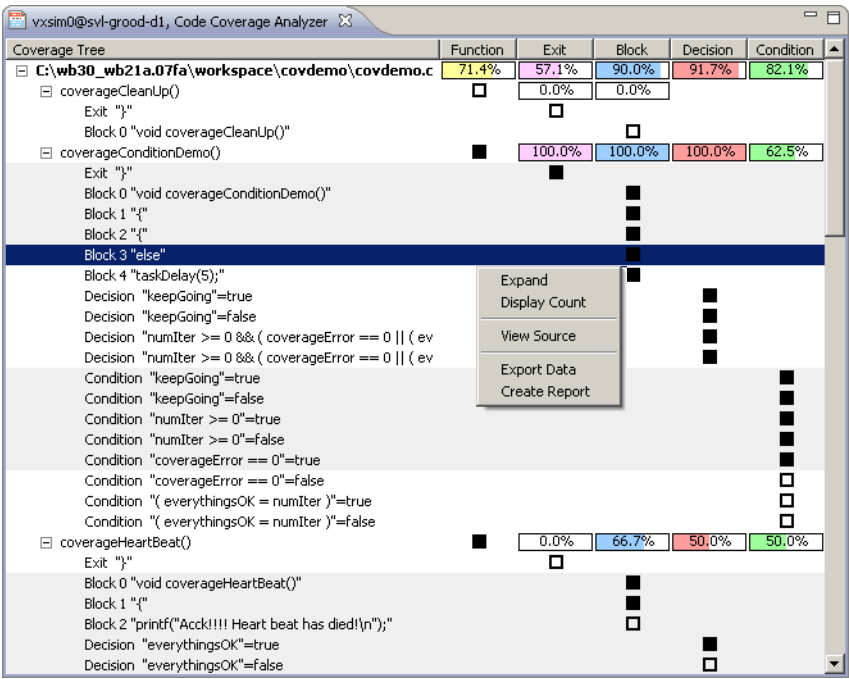 vxsim0@svl-grood-d1, Code Coverage Analyzer
Coverage Tree Function Exit Block Decision Condition
C:\wb30_wb21a.07fa\workspace\covdemo\covdemo.c 71.4% 57.1% 90.0% 91.7% 82.1%
coverageCleanUp() 0.0% 0.0%
Exit "}"
Block 0 "void coverageCleanUp()"
coverageConditionDemo() 100.0% 100.0% 100.0% 62.5%
Exit "}"
Block 0 "void coverageConditionDemo()"
Block 1 "{"
Block 2 "{"
Block 3 "else"
Block 4 "taskDelay(5);"
Decision "keepGoing"=true
Decision "keepGoing"=false
Decision "numIter >= 0 && ( coverageError == 0 || ( ev
Decision "numIter >= 0 && ( coverageError == 0 || ( ev
Condition "keepGoing"=true
Condition "keepGoing"=false
Condition "numIter >= 0"=true
Condition "numIter >= 0"=false
Condition "coverageError == 0"=true
Condition "coverageError == 0"=false
Condition "( everythingsOK = numIter )"=true
Condition "( everythingsOK = numIter )"=false
coverageHeartBeat() 0.0% 66.7% 50.0% 50.0%
Exit "}"
Block 0 "void coverageHeartBeat()"
Block 1 "{"
Block 2 "printf("Acck!!!! Heart beat has died!\n");"
Decision "everythingsOK"=true
Decision "everythingsOK"=false
Expand
Display Count
View Source
Export Data
Create Report